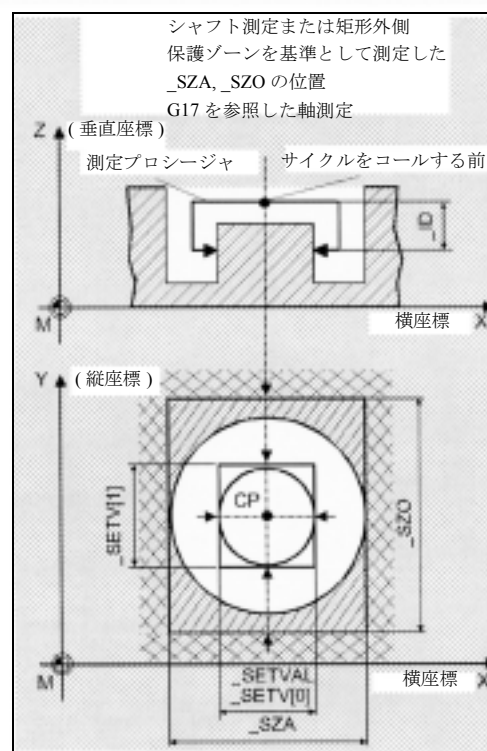 シャフト測定または矩形外側
保護ゾーンを基準として測定した
_SZA, _SZO の位置
G17 を参照した軸測定
Z
( 垂直座標 )
測定プロシージャ
サイクルをコールする前
_ID
M
横座標
X
Y
( 縦座標 )
CP
_SETV[1]
_SZO
M
横座標
X
_SETVAL
_SETV[0]
_SZA